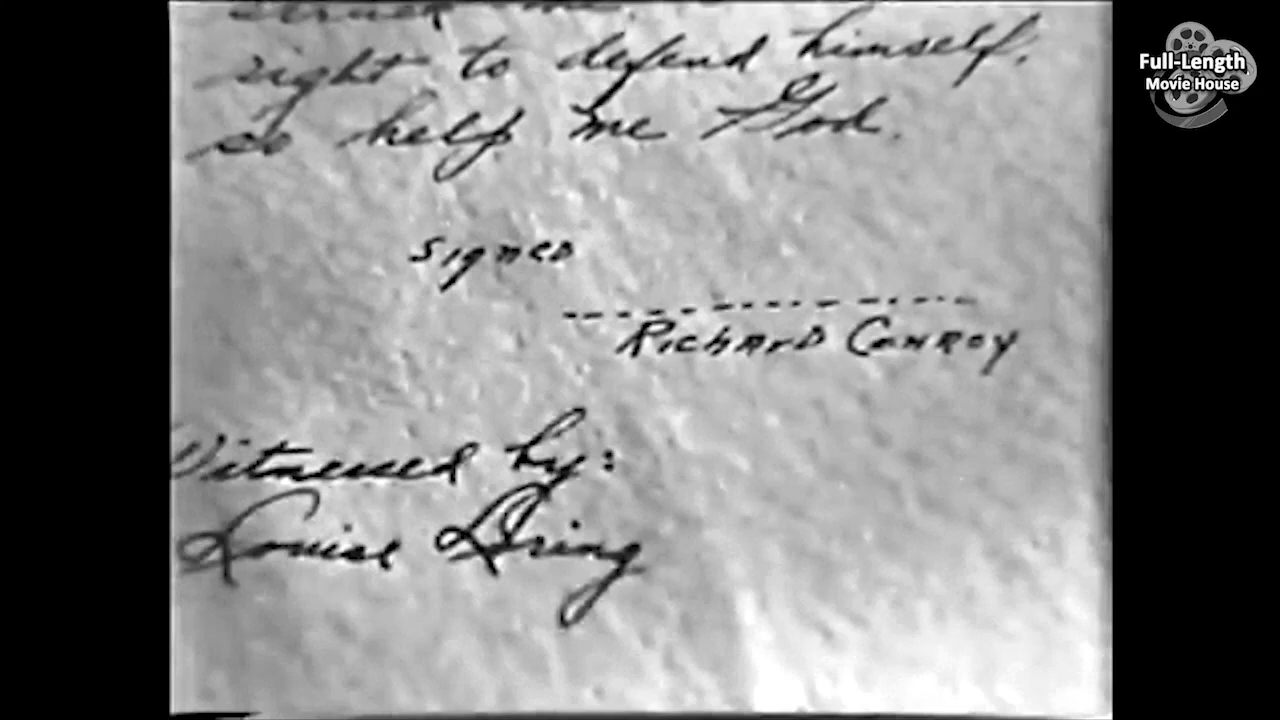 right to defend himself,
so help me God.
Signed
Richard Conroy
Witnessed by:
Louise Dring
Full-Length
Movie House